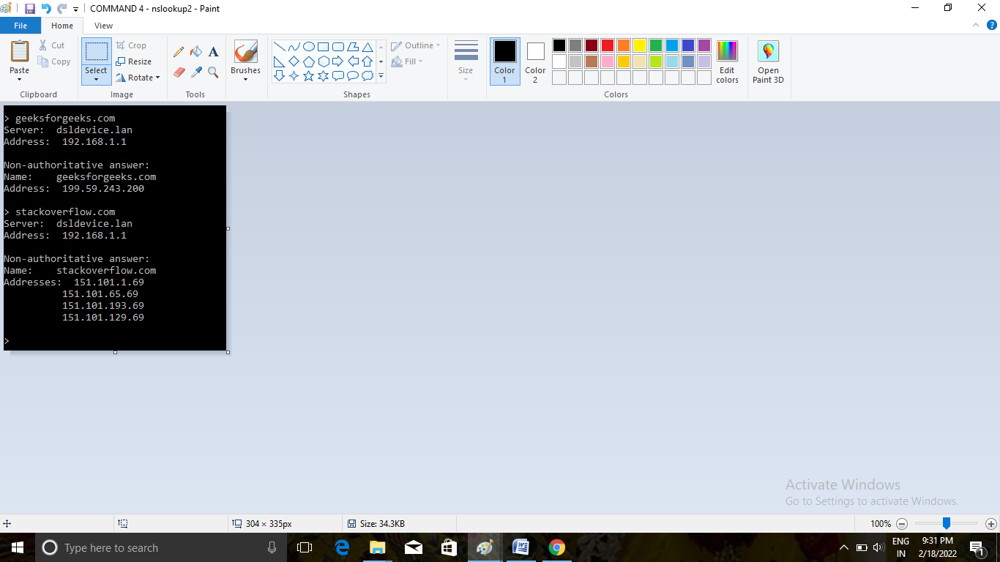 COMMAND 4 - nslookup2 - Paint
File Home View
Paste
Cut
Copy
Clipboard
Select
Crop
Resize
Rotate
Image
A
Tools
Brushes
Shapes
Outline
Fill
Size
Color
1
Color
2
Colors
Edit
colors
Open
Paint 3D
> geeksforgeeks.com
Server:  dsldevice.lan
Address:  192.168.1.1
Non-authoritative answer:
Name:    geeksforgeeks.com
Address:  199.59.243.200
> stackoverflow.com
Server:  dsldevice.lan
Address:  192.168.1.1
Non-authoritative answer:
Name:    stackoverflow.com
Addresses:  151.101.1.69
151.101.65.69
151.101.193.69
151.101.129.69
>
Activate Windows
Go to Settings to activate Windows.
304 × 335px
Size: 34.3KB
100%
Type here to search
ENG
IN
9:31 PM
2/18/2022
1